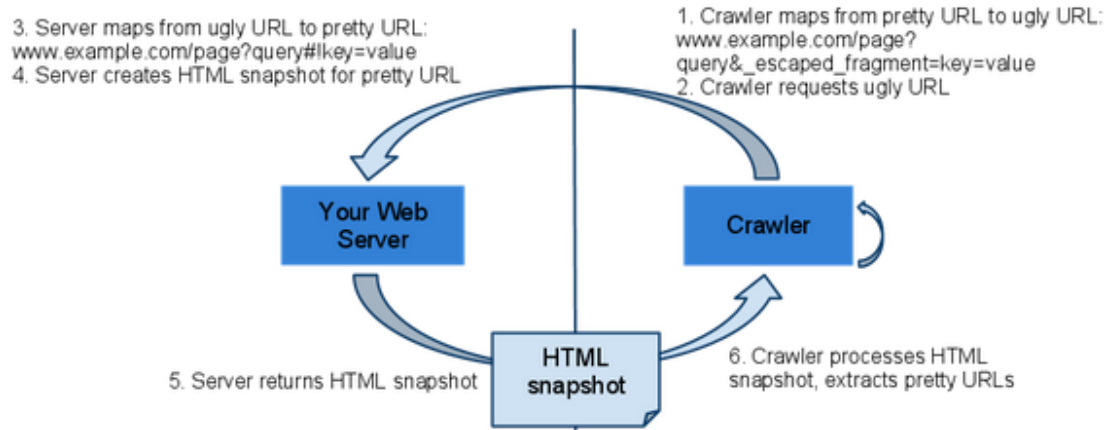 3. Server maps from ugly URL to pretty URL:
www.example.com/page?query#!key=value
4. Server creates HTML snapshot for pretty URL
1. Crawler maps from pretty URL to ugly URL:
www.example.com/page?
query&_escaped_fragment=key=value
2. Crawler requests ugly URL
Your Web
Server
Crawler
5. Server returns HTML snapshot
HTML
snapshot
6. Crawler processes HTML
snapshot, extracts pretty URLs